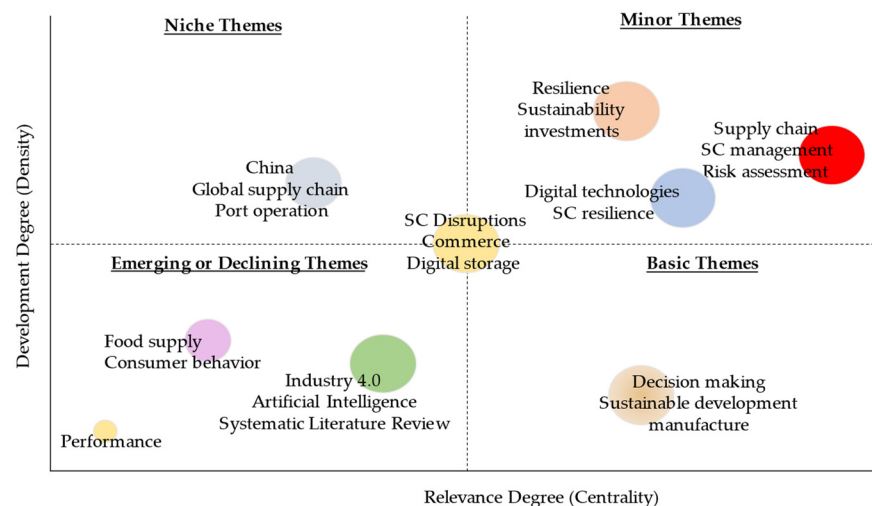 Niche Themes
Minor Themes
Resilience
Sustainability
investments
Supply chain
SC management
Risk assessment
China
Global supply chain
Port operation
Digital technologies
SC resilience
SC Disruptions
Commerce
Digital storage
Development Degree (Density)
Emerging or Declining Themes
Basic Themes
Food supply
Consumer behavior
Industry 4.0
Artificial Intelligence
Systematic Literature Review
Decision making
Sustainable development
manufacture
Performance
Relevance Degree (Centrality)